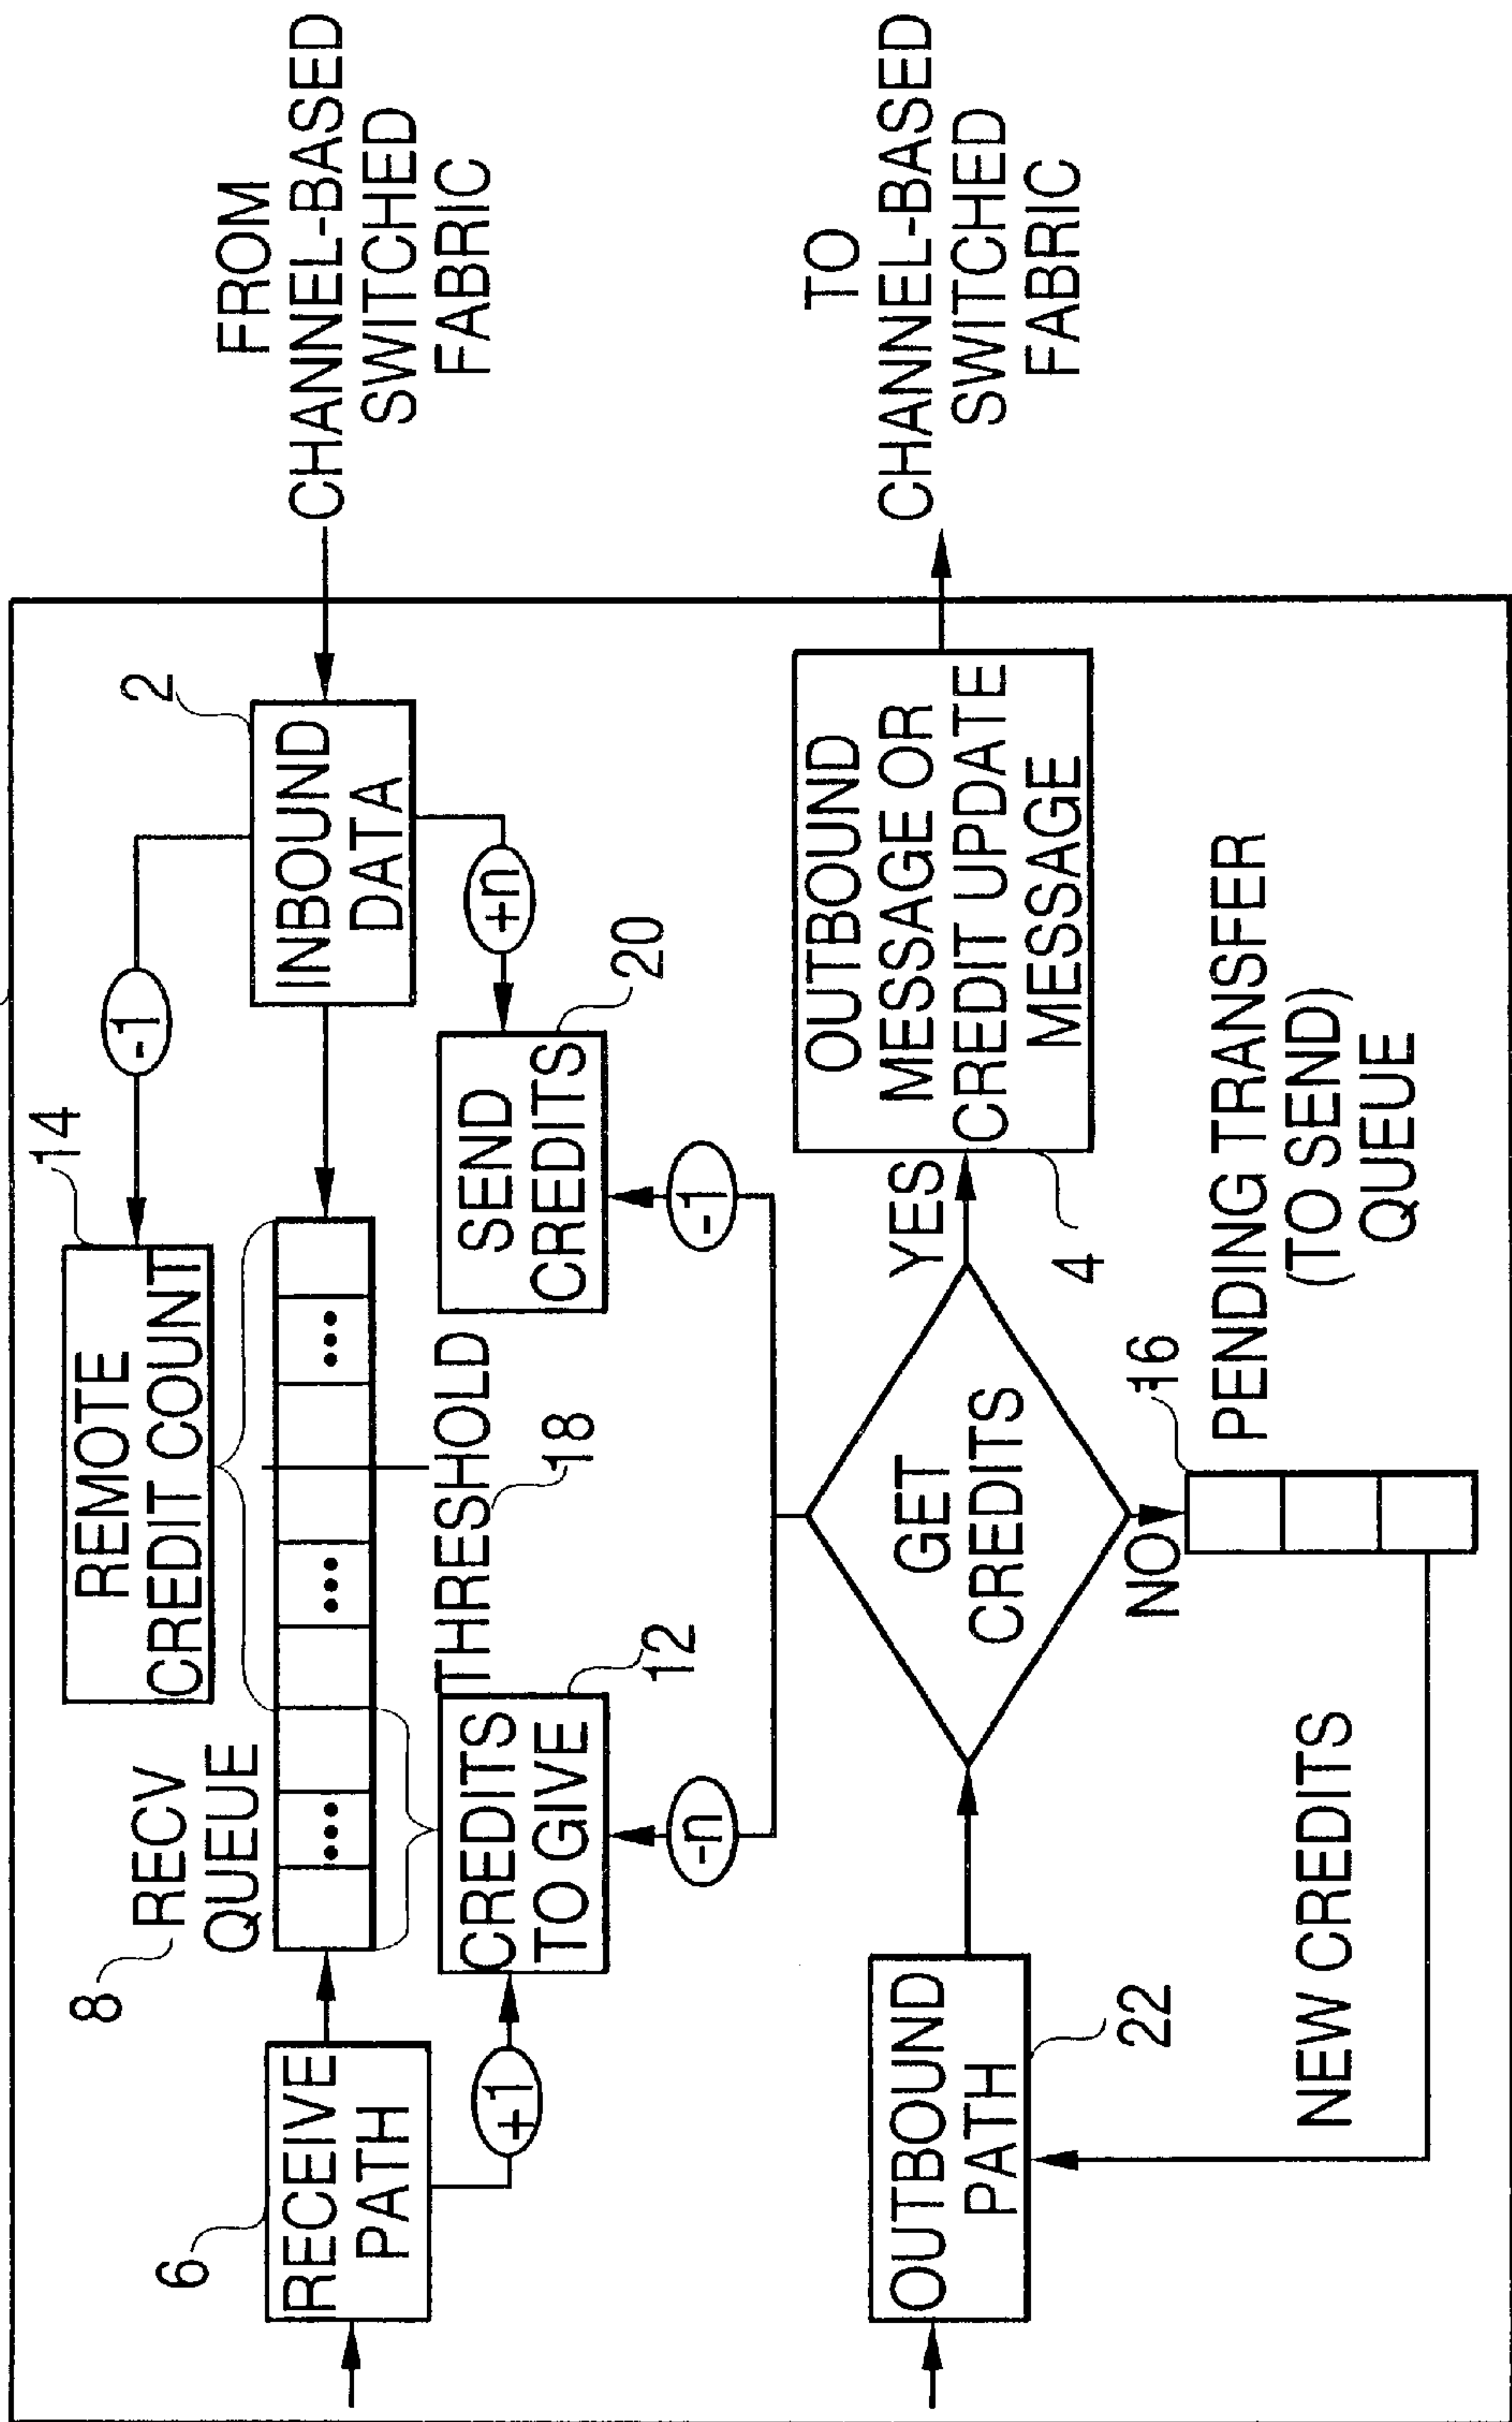 FROM
CHANNEL-BASED
SWITCHED
FABRIC
TO
CHANNEL-BASED
SWITCHED
FABRIC
14
REMOTE
CREDIT COUNT
-1
2
INBOUND
DATA
+n
8
RECV
QUEUE
...
...
...
6
RECEIVE
PATH
+1
CREDITS
TO GIVE
12
THRESHOLD
18
SEND
CREDITS
20
-n
-1
OUTBOUND
PATH
22
GET
CREDITS
YES
NO
OUTBOUND
MESSAGE OR
CREDIT UPDATE
MESSAGE
4
16
PENDING TRANSFER
(TO SEND)
QUEUE
NEW CREDITS